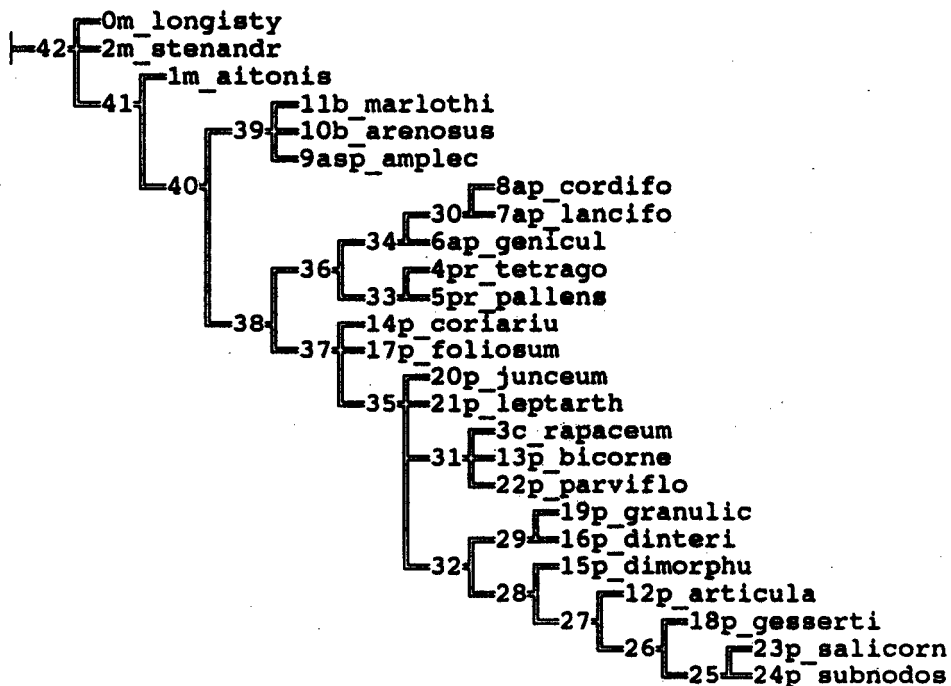 0m_longisty
42 2m_stenandr
1m_aitonis
41
11b_marlothi
39 10b_arenosus
9asp_amplec
8ap_cordifo
40 30 7ap_lancifo
34 6ap_genicul
36 4pr_tetrago
33 5pr_pallens
38 14p_coriariu
37 17p_foliosum
20p_junceum
35 21p_leptarth
3c_rapaceum
31 13p_bicorne
22p_parviflo
19p_granulic
29 16p_dinteri
32 15p_dimorphu
28 12p_articula
27 18p_gesserti
26 23p_salicorn
25 24p_subnodos